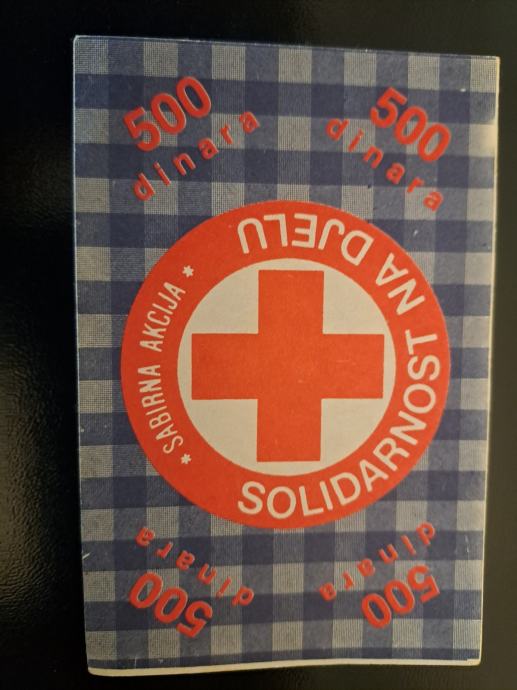 500
dinara
500
dinara
* SABIRNA AKCIJA *
SOLIDARNOST NA DJELU
500
dinara
500
dinara